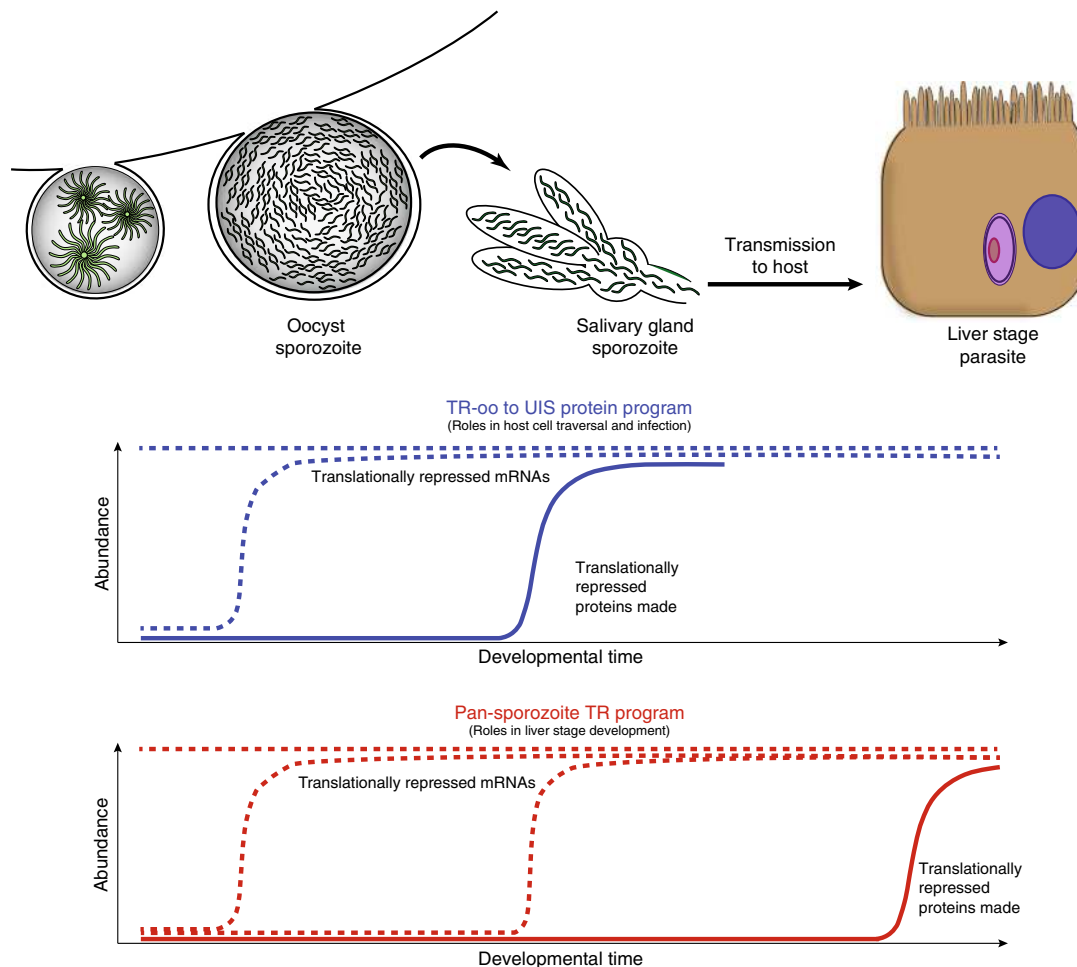 Oocyst
sporozoite
Salivary gland
sporozoite
Transmission
to host
Liver stage
parasite
TR-oo to UIS protein program
(Roles in host cell traversal and infection)
Abundance
Translationally repressed mRNAs
Translationally
repressed
proteins made
Developmental time
Pan-sporozoite TR program
(Roles in liver stage development)
Abundance
Translationally repressed mRNAs
Translationally
repressed
proteins made
Developmental time